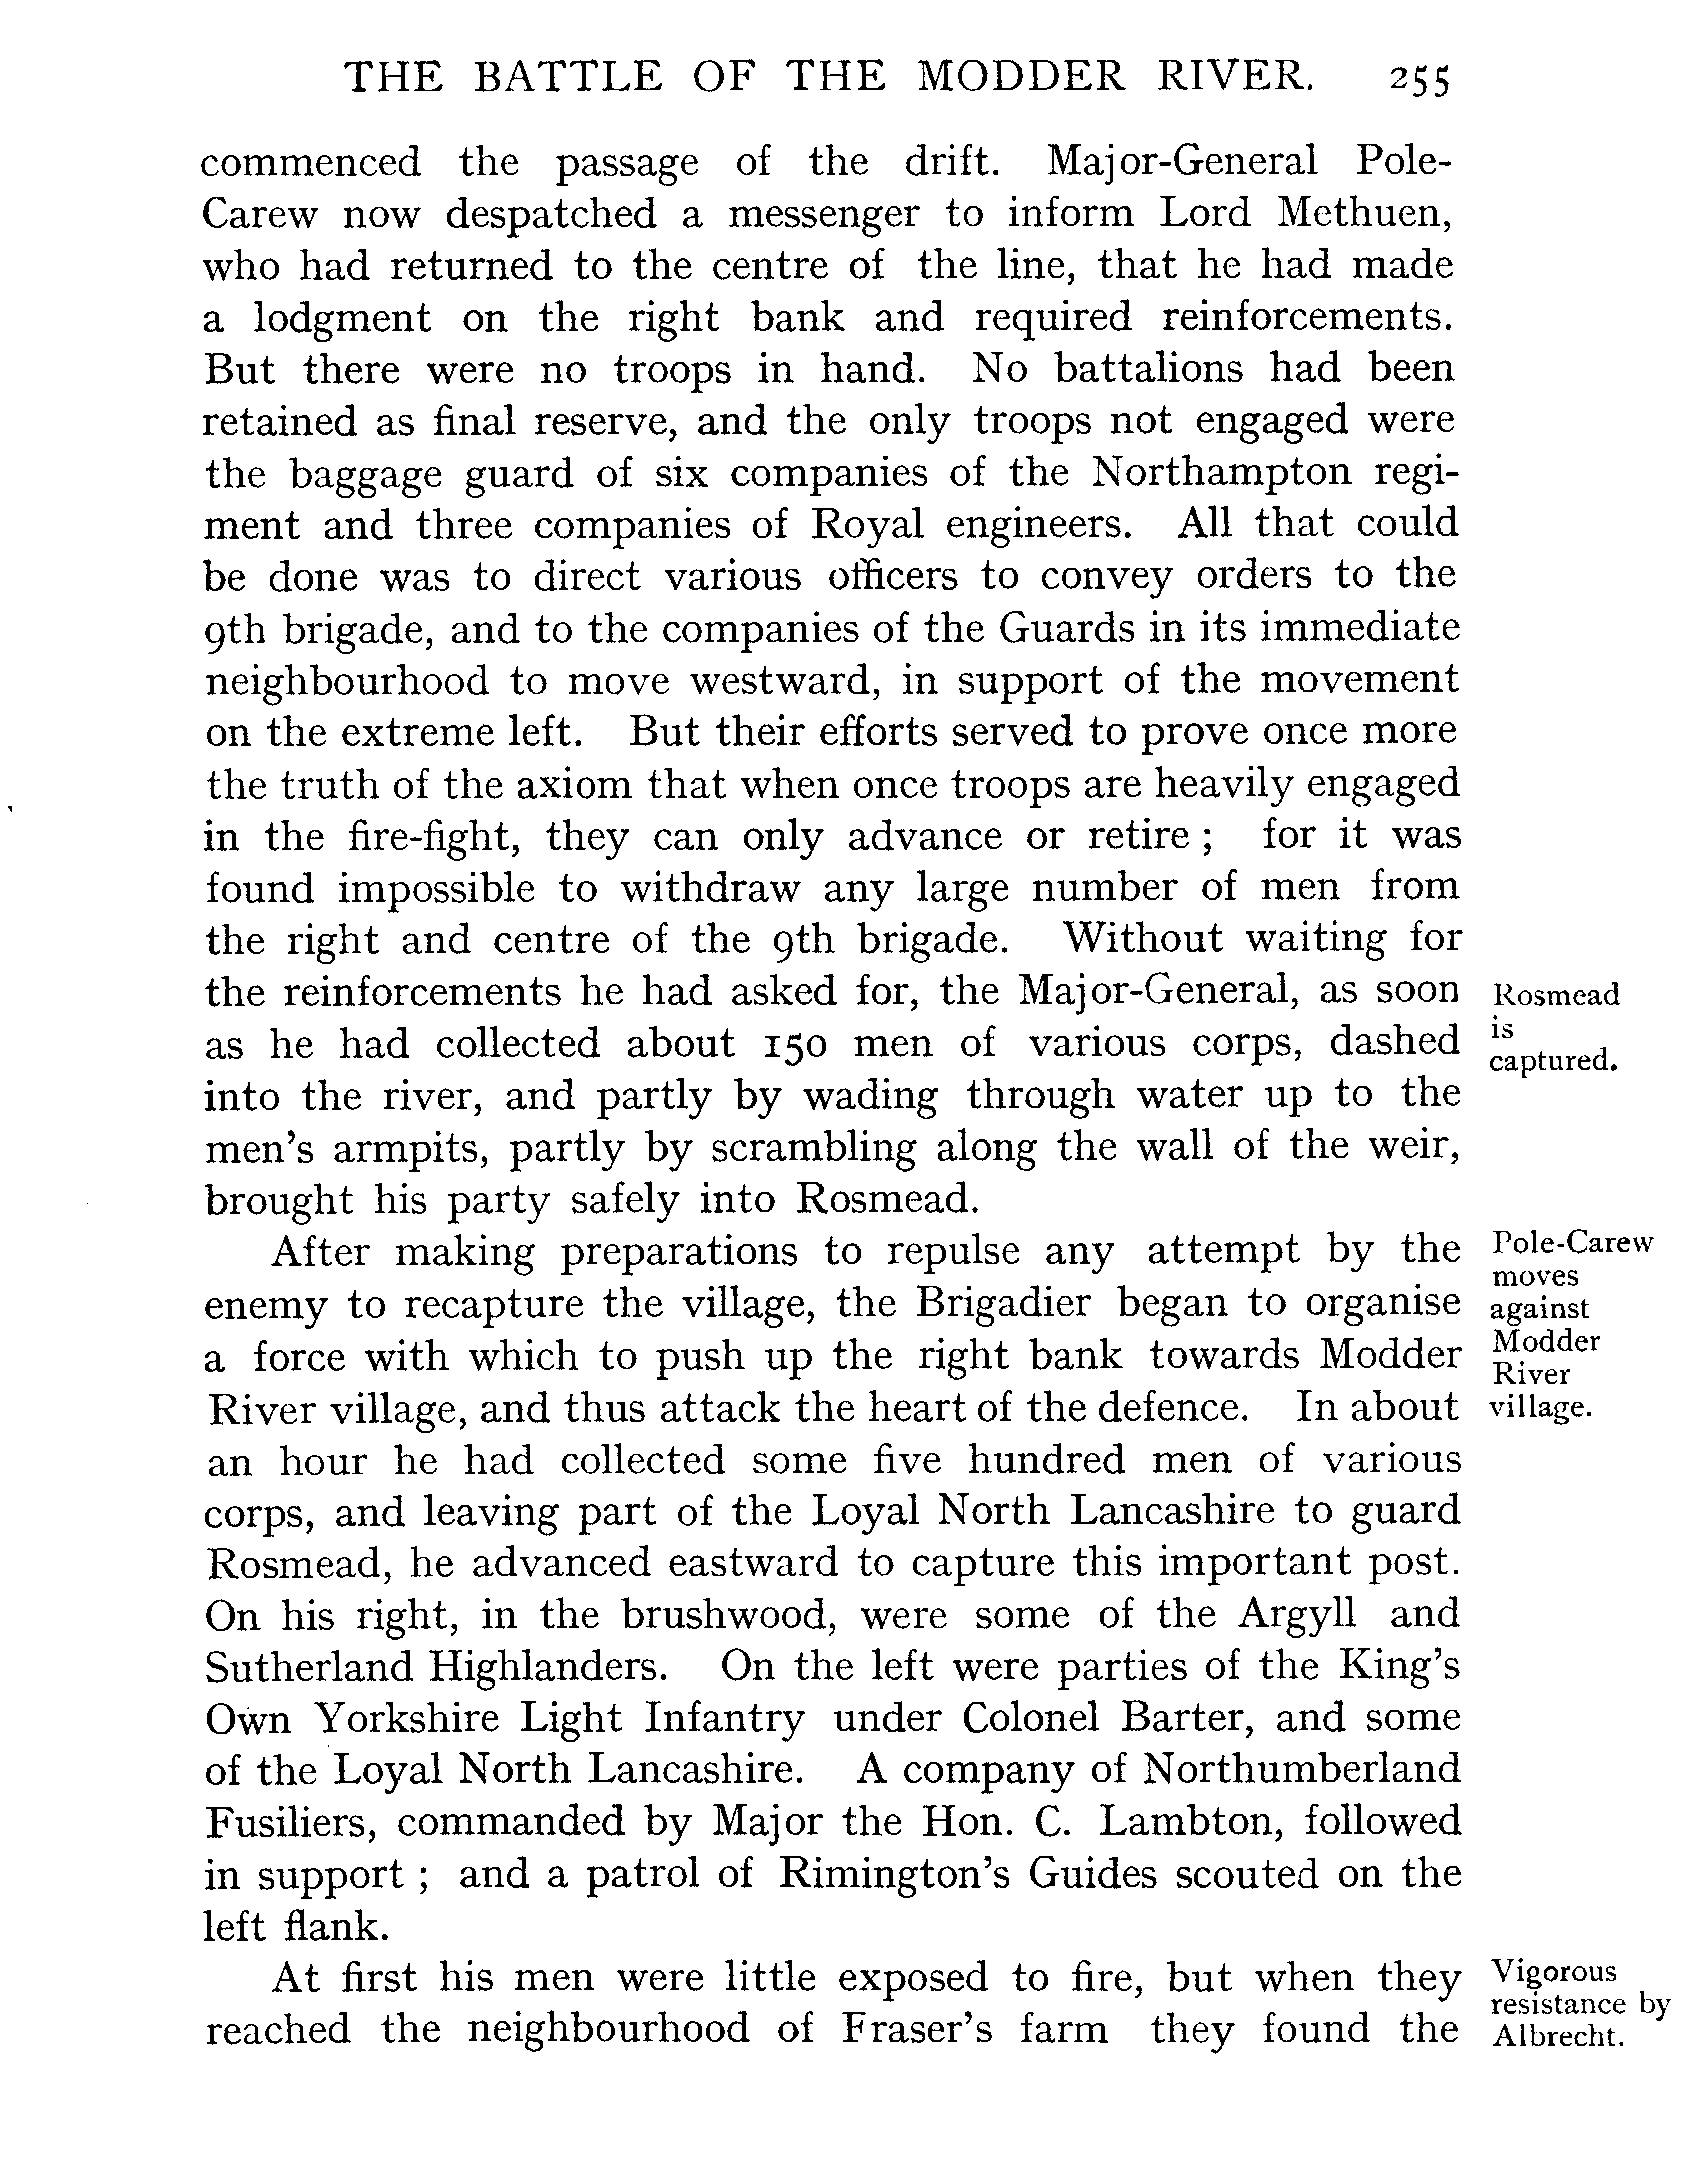 THE BATTLE OF THE MODDER RIVER. 255
commenced the passage of the drift. Major-General Pole-
Carew now despatched a messenger to inform Lord Methuen,
who had returned to the centre of the line, that he had made
a lodgment on the right bank and required reinforcements.
But there were no troops in hand. No battalions had been
retained as final reserve, and the only troops not engaged were
the baggage guard of six companies of the Northampton regi-
ment and three companies of Royal engineers. All that could
be done was to direct various officers to convey orders to the
9th brigade, and to the companies of the Guards in its immediate
neighbourhood to move westward, in support of the movement
on the extreme left. But their efforts served to prove once more
the truth of the axiom that when once troops are heavily engaged
in the fire-fight, they can only advance or retire ; for it was
found impossible to withdraw any large number of men from
the right and centre of the 9th brigade. Without waiting for
the reinforcements he had asked for, the Major-General, as soon
as he had collected about 150 men of various corps, dashed
into the river, and partly by wading through water up to the
men's armpits, partly by scrambling along the wall of the weir,
brought his party safely into Rosmead.
Rosmead
is
captured.
After making preparations to repulse any attempt by the
enemy to recapture the village, the Brigadier began to organise
a force with which to push up the right bank towards Modder
River village, and thus attack the heart of the defence. In about
an hour he had collected some five hundred men of various
corps, and leaving part of the Loyal North Lancashire to guard
Rosmead, he advanced eastward to capture this important post.
On his right, in the brushwood, were some of the Argyll and
Sutherland Highlanders. On the left were parties of the King's
Own Yorkshire Light Infantry under Colonel Barter, and some
of the Loyal North Lancashire. A company of Northumberland
Fusiliers, commanded by Major the Hon. C. Lambton, followed
in support ; and a patrol of Rimington's Guides scouted on the
left flank.
Pole-Carew
moves
against
Modder
River
village.
At first his men were little exposed to fire, but when they
reached the neighbourhood of Fraser's farm they found the
Vigorous
resistance by
Albrecht.